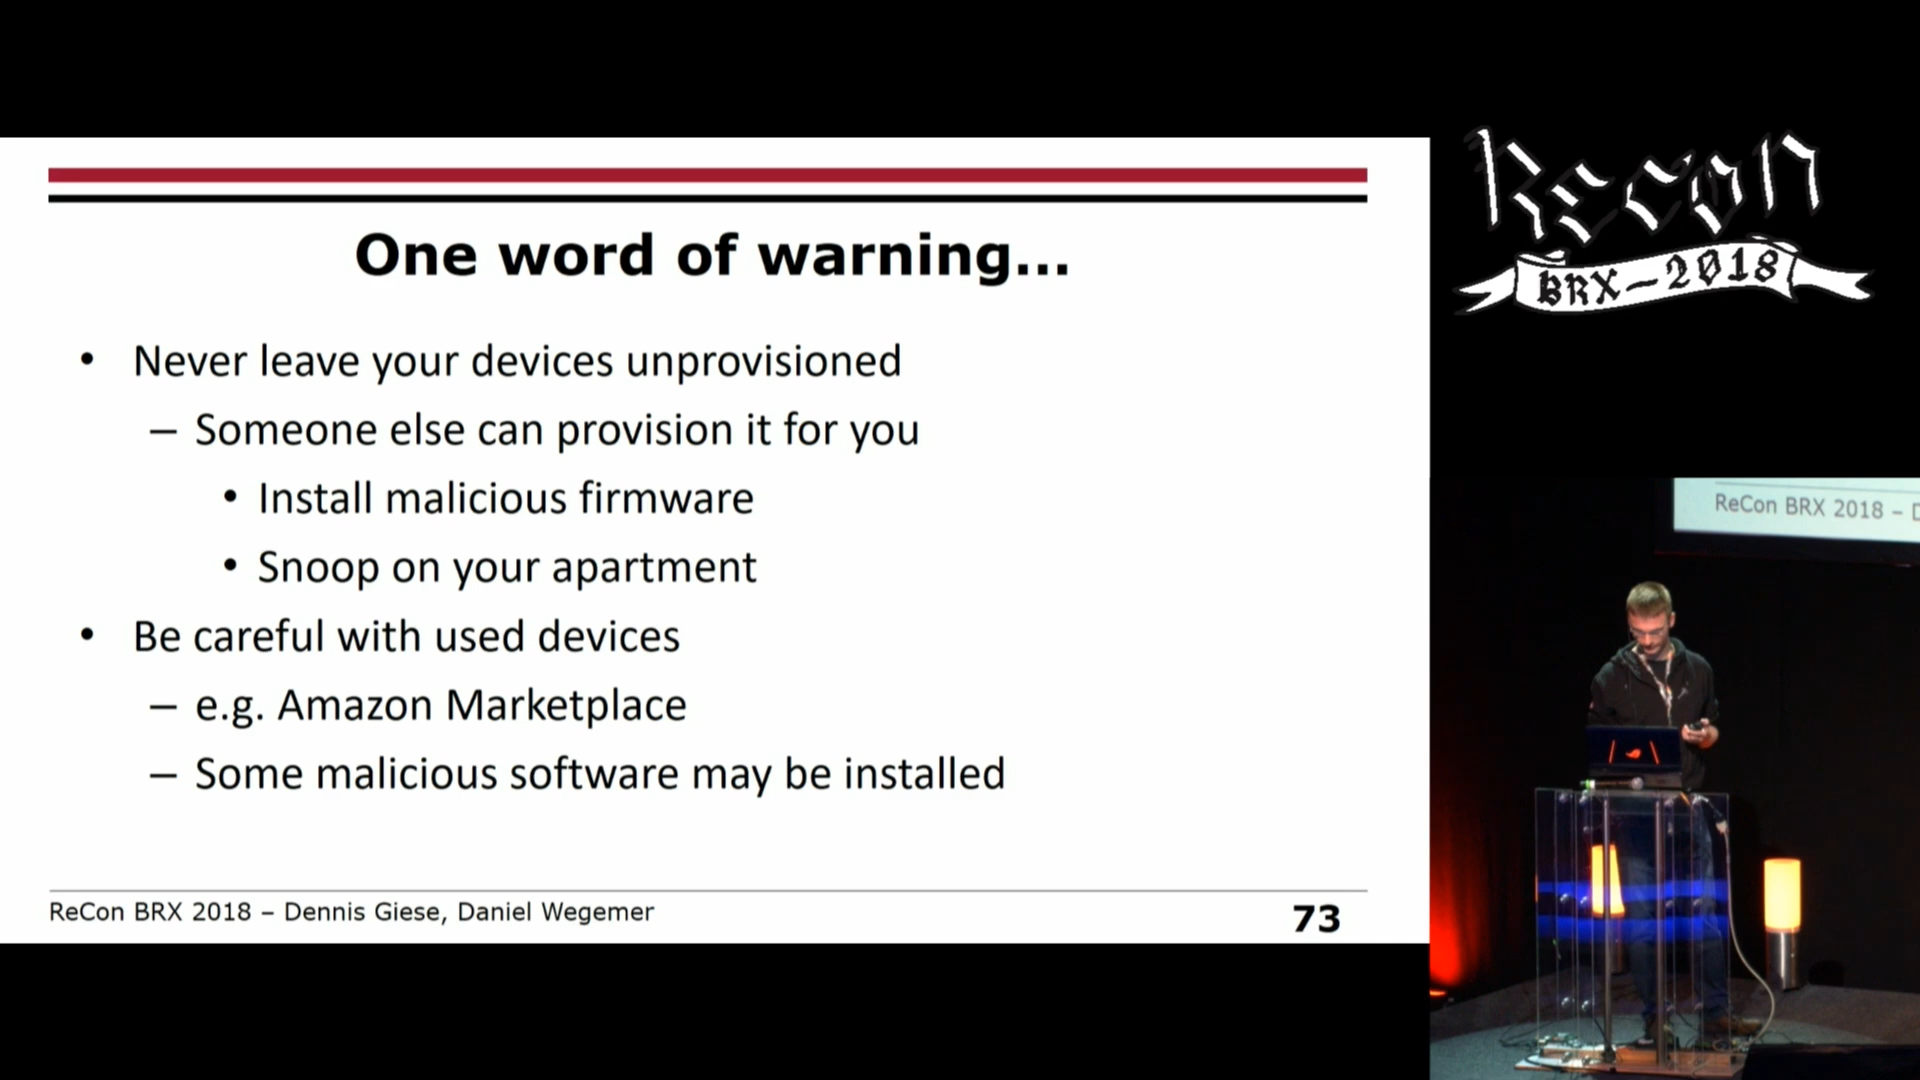 One word of warning...
• Never leave your devices unprovisioned
– Someone else can provision it for you
• Install malicious firmware
• Snoop on your apartment
• Be careful with used devices
– e.g. Amazon Marketplace
– Some malicious software may be installed
ReCon BRX 2018 – Dennis Giese, Daniel Wegemer
73
Recon
BRX-2018
ReCon BRX 2018 – D